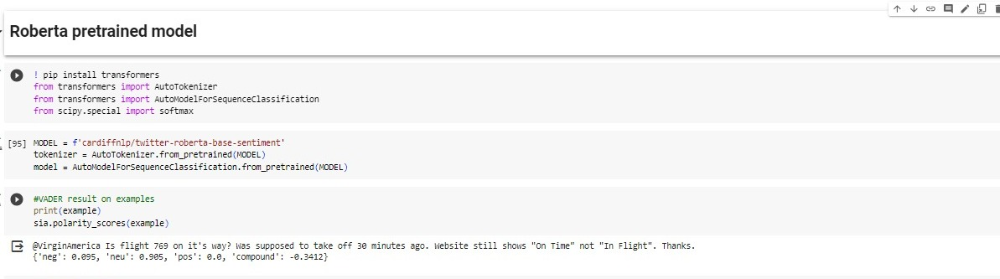 Roberta pretrained model
! pip install transformers
from transformers import AutoTokenizer
from transformers import AutoModelForSequenceClassification
from scipy.special import softmax
[95] MODEL = f'cardiffnlp/twitter-roberta-base-sentiment'
tokenizer = AutoTokenizer.from_pretrained(MODEL)
model = AutoModelForSequenceClassification.from_pretrained(MODEL)
#VADER result on examples
print(example)
sia.polarity_scores(example)
@VirginAmerica Is flight 769 on it's way? Was supposed to take off 30 minutes ago. Website still shows "On Time" not "In Flight". Thanks.
{'neg': 0.095, 'neu': 0.905, 'pos': 0.0, 'compound': -0.3412}